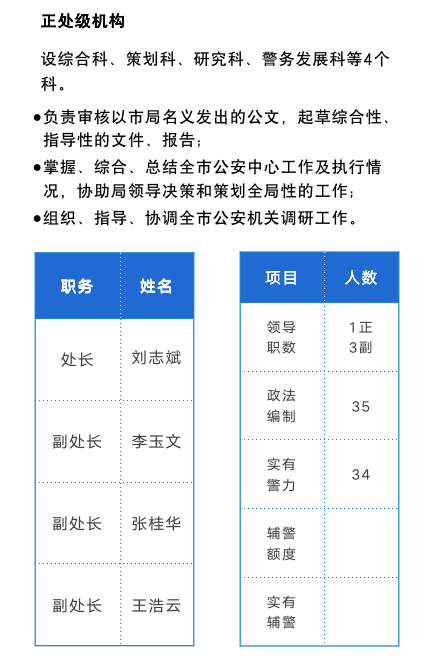 正处级机构
设综合科、策划科、研究科、警务发展科等4个
科。
●负责审核以市局名义发出的公文，起草综合性、
指导性的文件、报告；
●掌握、综合、总结全市公安中心工作及执行情
况，协助局领导决策和策划全局性的工作；
●组织、指导、协调全市公安机关调研工作。
职务 姓名
处长 刘志斌
副处长 李玉文
副处长 张桂华
副处长 王浩云
项目 人数
领导 1正
职数 3副
政法
编制 35
实有
警力 34
辅警
额度
实有
辅警